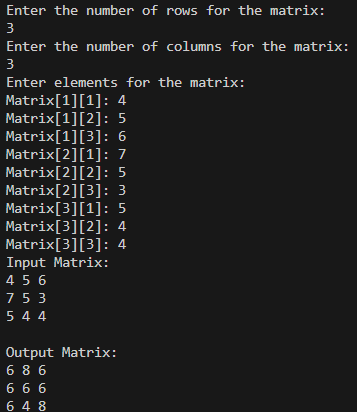 Enter the number of rows for the matrix:
3
Enter the number of columns for the matrix:
3
Enter elements for the matrix:
Matrix[1][1]: 4
Matrix[1][2]: 5
Matrix[1][3]: 6
Matrix[2][1]: 7
Matrix[2][2]: 5
Matrix[2][3]: 3
Matrix[3][1]: 5
Matrix[3][2]: 4
Matrix[3][3]: 4
Input Matrix:
4 5 6
7 5 3
5 4 4

Output Matrix:
6 8 6
6 6 6
6 4 8